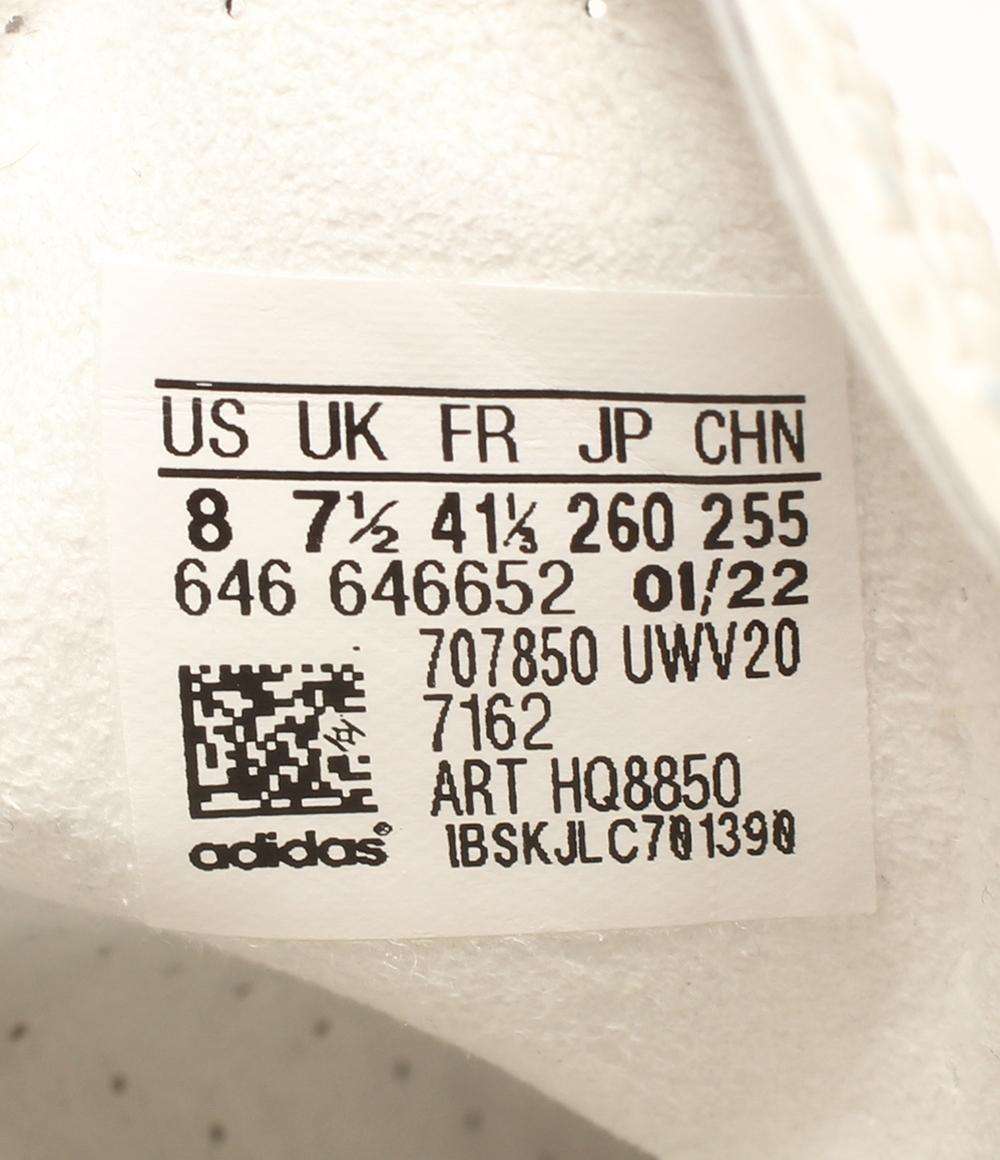 US UK FR JP CHN
8 7½ 41⅓ 260 255
646 646652 01/22
707850 UWV20
7162
ART HQ8850
adidas® IBSKJLC701390